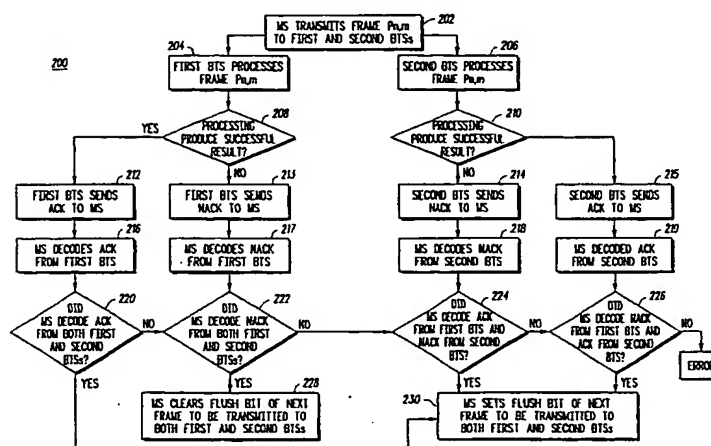 202
MS TRANSMITS FRAME Pn,m
TO FIRST AND SECOND BTSs
200
204
FIRST BTS PROCESSES
FRAME Pn,m
206
SECOND BTS PROCESSES
FRAME Pn,m
208
PROCESSING
PRODUCE SUCCESSFUL
RESULT?
YES
NO
210
PROCESSING
PRODUCE SUCCESSFUL
RESULT?
NO
212
FIRST BTS SENDS
ACK TO MS
213
FIRST BTS SENDS
NACK TO MS
214
SECOND BTS SENDS
NACK TO MS
215
SECOND BTS SENDS
ACK TO MS
216
MS DECODES ACK
FROM FIRST BTS
217
MS DECODES NACK
FROM FIRST BTS
218
MS DECODES NACK
FROM SECOND BTS
219
MS DECODED ACK
FROM SECOND BTS
220
DID
MS DECODE ACK
FROM BOTH FIRST
AND SECOND
BTSs?
NO
YES
222
DID
MS DECODE NACK
FROM BOTH FIRST
AND SECOND
BTSs?
NO
YES
224
DID
MS DECODE ACK
FROM FIRST BTS AND
NACK FROM SECOND
BTS?
NO
YES
226
DID
MS DECODE NACK
FROM FIRST BTS AND
ACK FROM SECOND
BTS?
NO
YES
ERROR
228
MS CLEARS FLUSH BIT OF NEXT
FRAME TO BE TRANSMITTED TO
BOTH FIRST AND SECOND BTSs
230
MS SETS FLUSH BIT OF NEXT
FRAME TO BE TRANSMITTED TO
BOTH FIRST AND SECOND BTSs